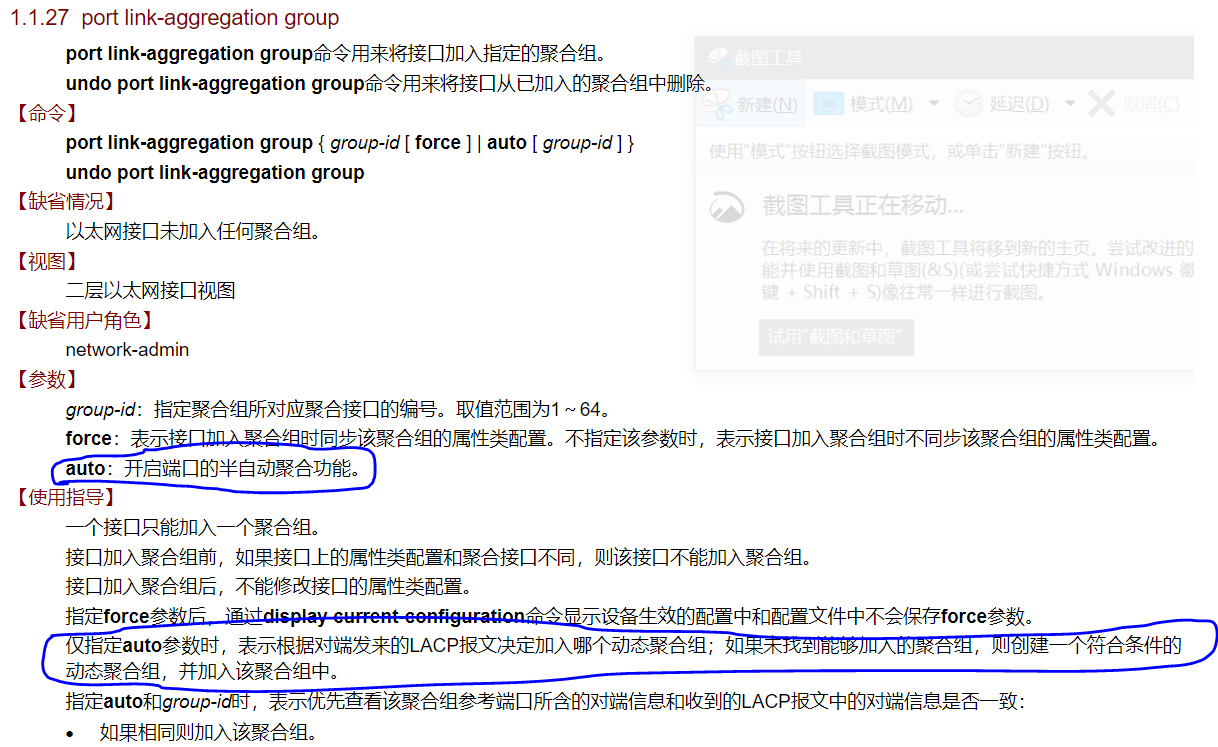 1.1.27 port link-aggregation group
port link-aggregation group命令用来将接口加入指定的聚合组。
undo port link-aggregation group命令用来将接口从已加入的聚合组中删除。
【命令】
port link-aggregation group { group-id [ force ] | auto [ group-id ] }
undo port link-aggregation group
【缺省情况】
以太网接口未加入任何聚合组。
【视图】
二层以太网接口视图
【缺省用户角色】
network-admin
【参数】
group-id：指定聚合组所对应聚合接口的编号。取值范围为1～64。
force：表示接口加入聚合组时同步该聚合组的属性类配置。不指定该参数时，表示接口加入聚合组时不同步该聚合组的属性类配置。
auto：开启端口的半自动聚合功能。
【使用指导】
一个接口只能加入一个聚合组。
接口加入聚合组前，如果接口上的属性类配置和聚合接口不同，则该接口不能加入聚合组。
接口加入聚合组后，不能修改接口的属性类配置。
指定force参数后，通过display current-configuration命令显示设备生效的配置中和配置文件中不会保存force参数。
仅指定auto参数时，表示根据对端发来的LACP报文决定加入哪个动态聚合组；如果未找到能够加入的聚合组，则创建一个符合条件的
动态聚合组，并加入该聚合组中。
指定auto和group-id时，表示优先查看该聚合组参考端口所含的对端信息和收到的LACP报文中的对端信息是否一致：
• 如果相同则加入该聚合组。
截图工具
新建(N) 模式(M) 延迟(D) 取消(C)
使用“模式”按钮选择截图模式，或单击“新建”按钮。
截图工具正在移动...
在将来的更新中，截图工具将移到新的主页。尝试改进的
能并使用截图和草图(&S)(或尝试快捷方式 Windows 徽
键 + Shift + S)像往常一样进行截图。
试用“截图和草图”